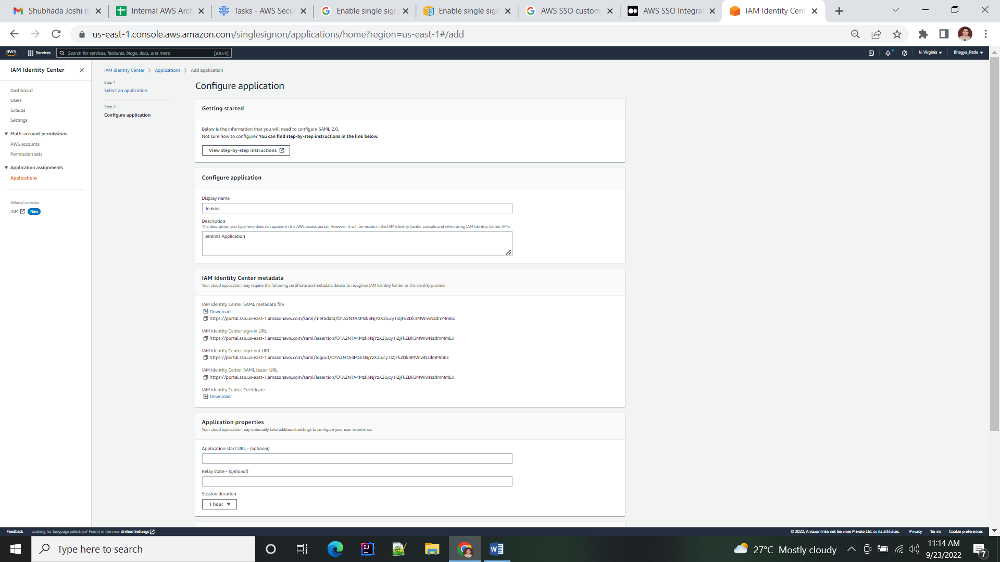 Shubhada Joshi m
Internal AWS Arch
Tasks - AWS Secu
Enable single sign
Enable single sign
AWS SSO custom
AWS SSO Integrat
IAM Identity Cent
us-east-1.console.aws.amazon.com/singlesignon/applications/home?region=us-east-1#/add
aws
Services
Search for services, features, blogs, docs, and more
[Alt+S]
N. Virginia
Bhagya_Patle
IAM Identity Center
Dashboard
Users
Groups
Settings
Multi-account permissions
AWS accounts
Permission sets
Application assignments
Applications
Related consoles
IAM
New
IAM Identity Center
Applications
Add application
Step 1
Select an application
Step 2
Configure application
Configure application
Getting started
Below is the information that you will need to configure SAML 2.0.
Not sure how to configure? You can find step-by-step instructions in the link below.
View step-by-step instructions
Configure application
Display name
Jenkins
Description
The description you type here does not appear in the AWS access portal. However, it will be visible in the IAM Identity Center console and when using IAM Identity Center APIs.
Jenkins Application
IAM Identity Center metadata
Your cloud application may require the following certificate and metadata details to recognize IAM Identity Center as the identity provider.
IAM Identity Center SAML metadata file
Download
https://portal.sso.us-east-1.amazonaws.com/saml/metadata/OTA2NTA4Mzk3NjYzX2lucy1iZjFkZDk3MWIwNzdmMmEx
IAM Identity Center sign-in URL
https://portal.sso.us-east-1.amazonaws.com/saml/assertion/OTA2NTA4Mzk3NjYzX2lucy1iZjFkZDk3MWIwNzdmMmEx
IAM Identity Center sign-out URL
https://portal.sso.us-east-1.amazonaws.com/saml/logout/OTA2NTA4Mzk3NjYzX2lucy1iZjFkZDk3MWIwNzdmMmEx
IAM Identity Center SAML issuer URL
https://portal.sso.us-east-1.amazonaws.com/saml/assertion/OTA2NTA4Mzk3NjYzX2lucy1iZjFkZDk3MWIwNzdmMmEx
IAM Identity Center Certificate
Download
Application properties
Your cloud application may optionally take additional settings to configure your user experience.
Application start URL - (optional)
Relay state - (optional)
Session duration
1 hour
Feedback
Looking for language selection? Find it in the new Unified Settings
© 2022, Amazon Internet Services Private Ltd. or its affiliates.
Privacy
Terms
Cookie preferences
Type here to search
27°C Mostly cloudy
11:14 AM
9/23/2022
7